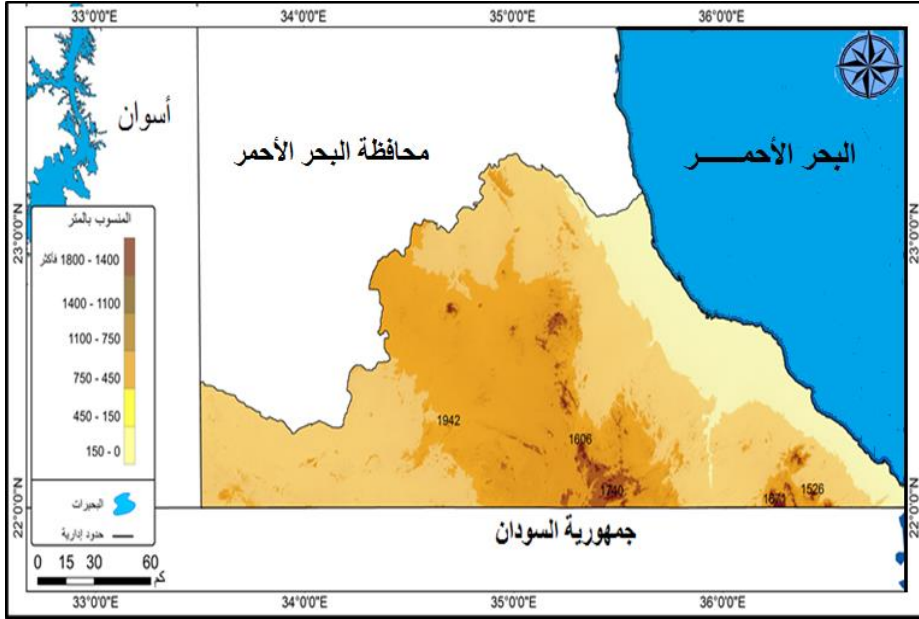 33°0'0"E 34°0'0"E 35°0'0"E 36°0'0"E
أسوان
محافظة البحر الأحمر
البحر الأحمـــــر
23°0'0"N
23°0'0"N
المنسوب بالمتر
1400 - 1800 فأكثر
1100 - 1400
750 - 1100
450 - 750
150 - 450
0 - 150
البحيرات
حدود إدارية
0 15 30 60
كم
1942
1606
1740
1671
1526
22°0'0"N
22°0'0"N
جمهورية السودان
33°0'0"E 34°0'0"E 35°0'0"E 36°0'0"E